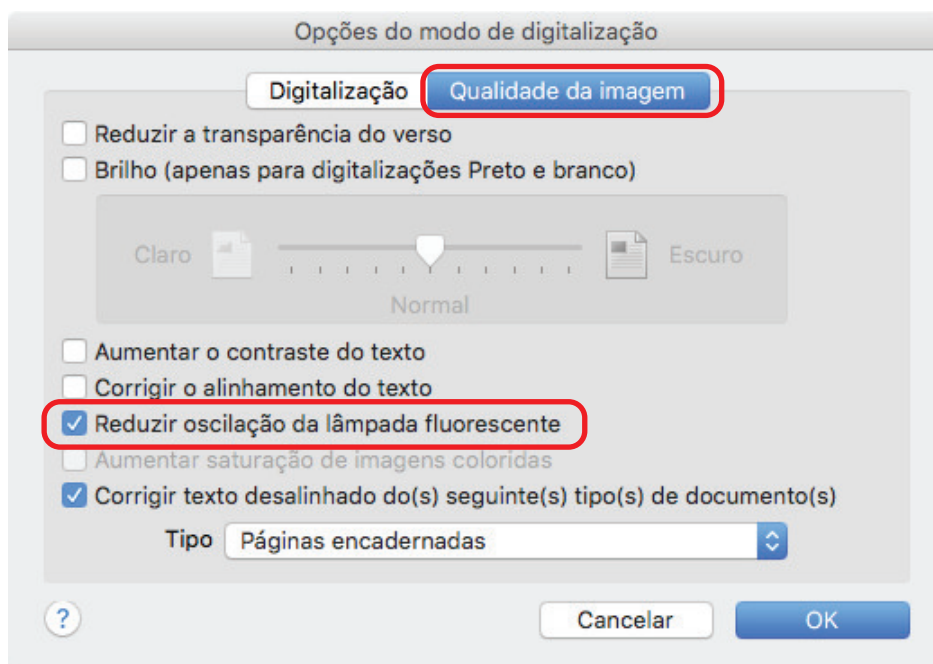 Opções do modo de digitalização
Digitalização Qualidade da imagem
Reduzir a transparência do verso
Brilho (apenas para digitalizações Preto e branco)
Claro Escuro
Normal
Aumentar o contraste do texto
Corrigir o alinhamento do texto
Reduzir oscilação da lâmpada fluorescente
Aumentar saturação de imagens coloridas
Corrigir texto desalinhado do(s) seguinte(s) tipo(s) de documento(s)
Tipo Páginas encadernadas
? Cancelar OK